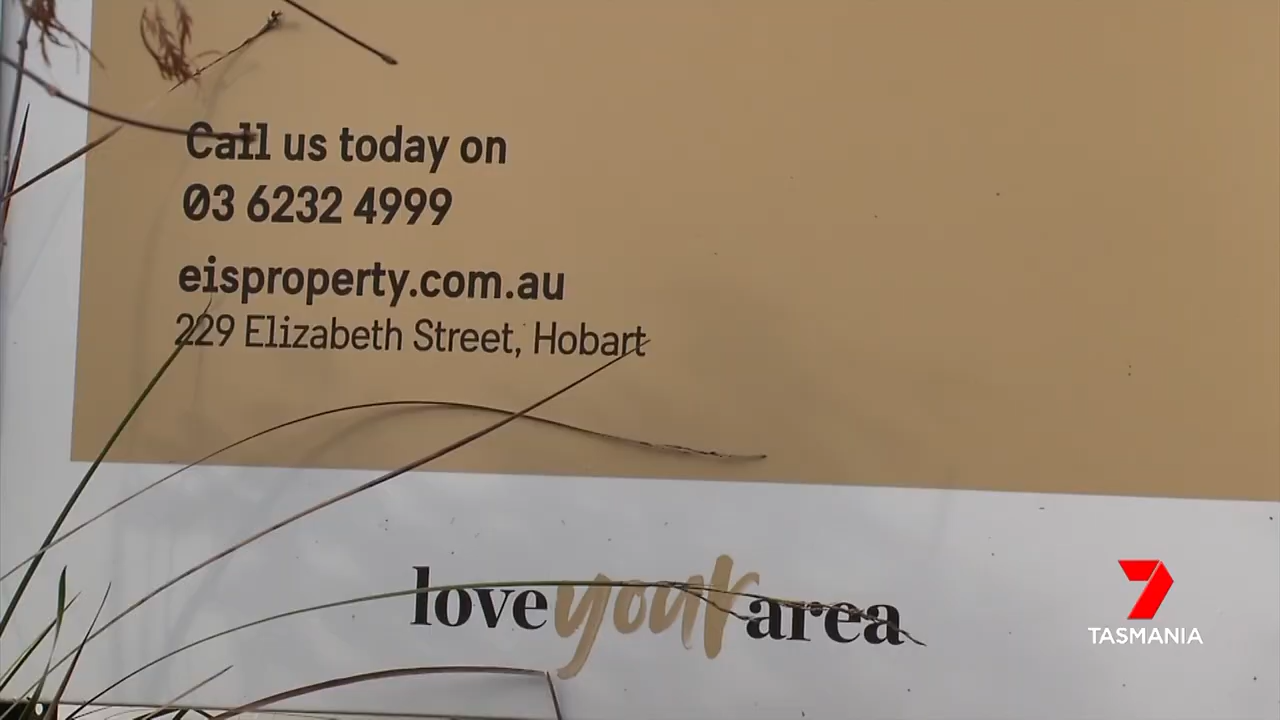 Call us today on
03 6232 4999
eisproperty.com.au
229 Elizabeth Street, Hobart
love your area
7
TASMANIA